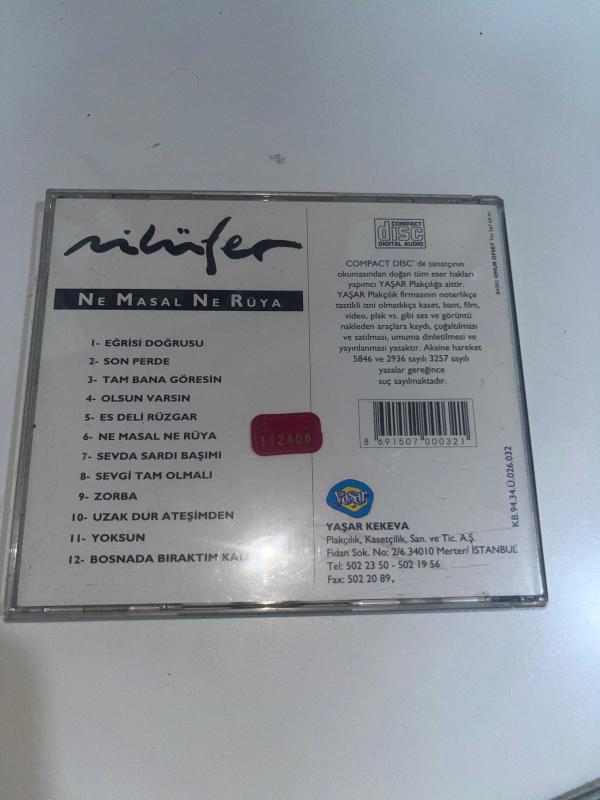 nilüfer
NE MASAL NE RÜYA
1- EĞRİSİ DOĞRUSU
2- SON PERDE
3- TAM BANA GÖRESİN
4- OLSUN VARSIN
5- ES DELİ RÜZGAR
6- NE MASAL NE RÜYA
7- SEVDA SARDI BAŞIMI
8- SEVGİ TAM OLMALI
9- ZORBA
10- UZAK DUR ATEŞİMDEN
11- YOKSUN
12- BOSNADA BIRAKTIM
112408
COMPACT
disc
DIGITAL AUDIO
COMPACT DISC' de sanatçının
okumasından doğan tüm eser hakları
yapımcı YAŞAR Plakçılığa aittir.
YAŞAR Plakçılık firmasının noterlikçe
tastikli izni olmadıkça kaset, bant, film,
video, plak vs. gibi ses ve görüntü
nakleden araçlara kaydı, çoğaltılması
ve satılması, umuma dinletilmesi ve
yayınlanması yasaktır. Aksine hareket
5846 ve 2936 sayılı 3257 sayılı
yasalar gereğince
suç sayılmaktadır.
8 691507 000321
yaşar
YAŞAR KEKEVA
Plakçılık, Kasetçilik, San. ve Tic. A.Ş.
Fidan Sok. No: 2/6 34010 Merter/ İSTANBUL
Tel: 502 23 50 - 502 19 56
Fax: 502 20 89.
KB.94.34.Ü.026.032
BASKI: ONUR OFSET